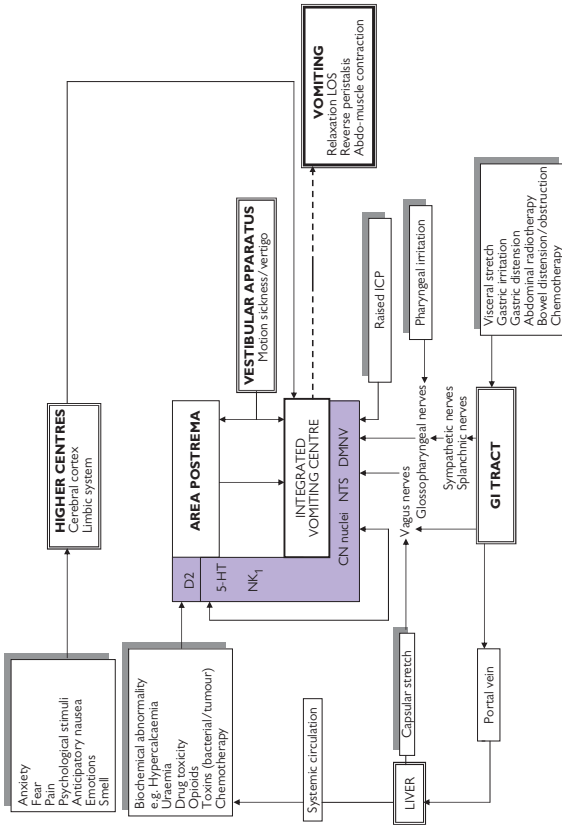 Anxiety
Fear
Pain
Psychological stimuli
Anticipatory nausea
Emotions
Smell
HIGHER CENTRES
Cerebral cortex
Limbic system
Biochemical abnormality
e.g. Hypercalcaemia
Uraemia
Drug toxicity
Opioids
Toxins (bacterial/tumour)
Chemotherapy
D2
5-HT
NK1
AREA POSTREMA
VESTIBULAR APPARATUS
Motion sickness/vertigo
INTEGRATED
VOMITING CENTRE
CN nuclei NTS DMNV
VOMITING
Relaxation LOS
Reverse peristalsis
Abdo-muscle contraction
Systemic circulation
Raised ICP
Capsular stretch
Vagus nerves
Glossopharyngeal nerves
Pharyngeal irritation
Sympathetic nerves
Splanchnic nerves
LIVER
Portal vein
GI TRACT
Visceral stretch
Gastric irritation
Gastric distension
Abdominal radiotherapy
Bowel distension/obstruction
Chemotherapy